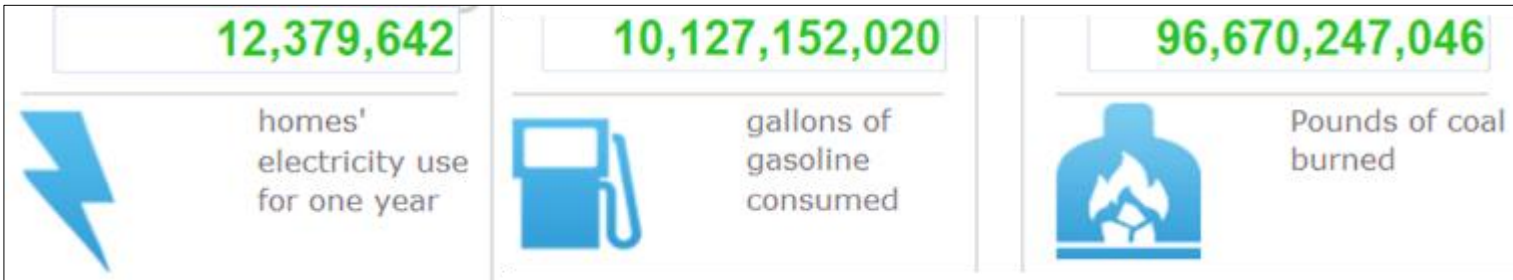 12,379,642
homes'
electricity use
for one year
10,127,152,020
gallons of
gasoline
consumed
96,670,247,046
Pounds of coal
burned